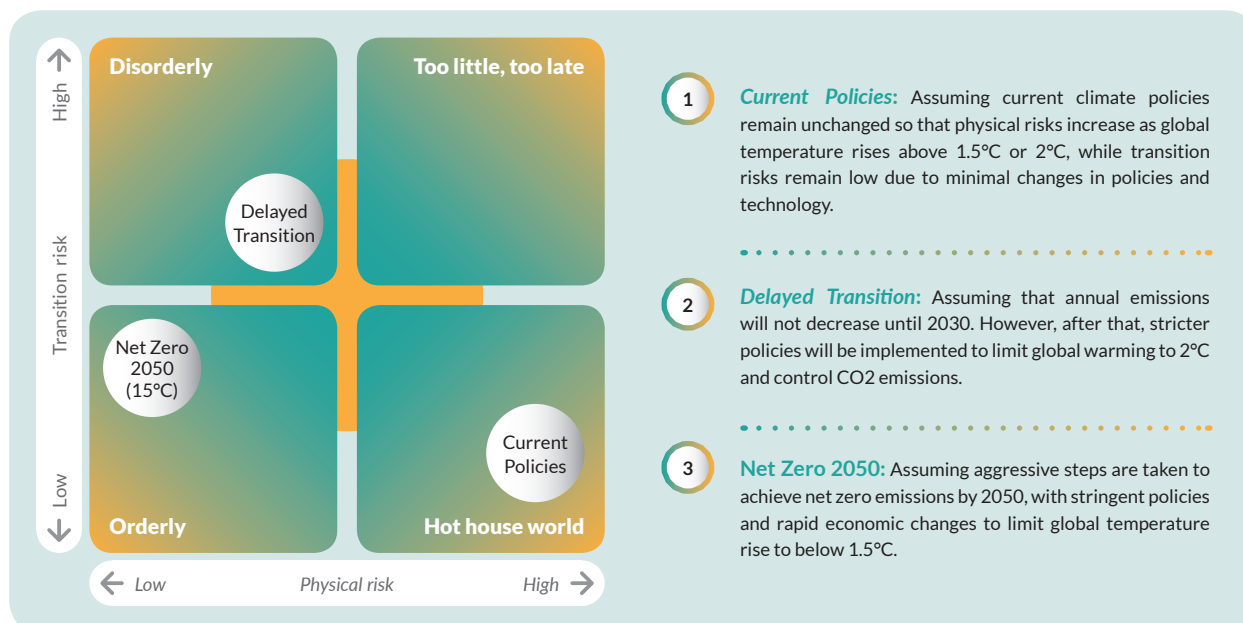 High
Transition risk
Low
Disorderly
Too little, too late
Delayed
Transition
Net Zero
2050
(15°C)
Current
Policies
Orderly
Hot house world
Low
Physical risk
High
1
Current Policies: Assuming current climate policies
remain unchanged so that physical risks increase as global
temperature rises above 1.5°C or 2°C, while transition
risks remain low due to minimal changes in policies and
technology.
2
Delayed Transition: Assuming that annual emissions
will not decrease until 2030. However, after that, stricter
policies will be implemented to limit global warming to 2°C
and control CO2 emissions.
3
Net Zero 2050: Assuming aggressive steps are taken to
achieve net zero emissions by 2050, with stringent policies
and rapid economic changes to limit global temperature
rise to below 1.5°C.